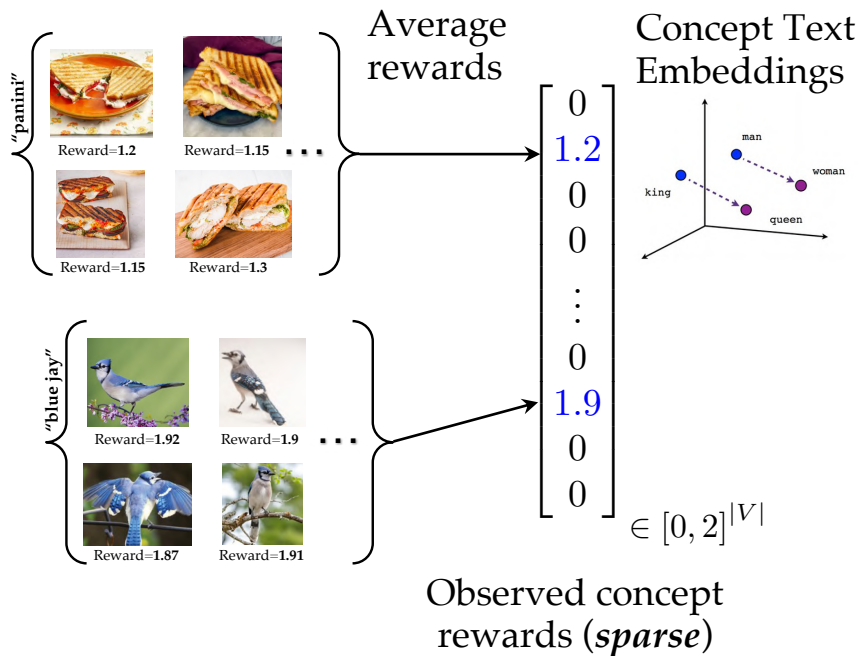 Average
rewards
Concept Text
Embeddings
"panini"
Reward=1.2
Reward=1.15
...
Reward=1.15
Reward=1.3
"blue jay"
Reward=1.92
Reward=1.9
...
Reward=1.87
Reward=1.91
0
1.2
0
0
⋮
0
1.9
0
0
∈ [0, 2]^|V|
man
woman
king
queen
Observed concept
rewards (sparse)